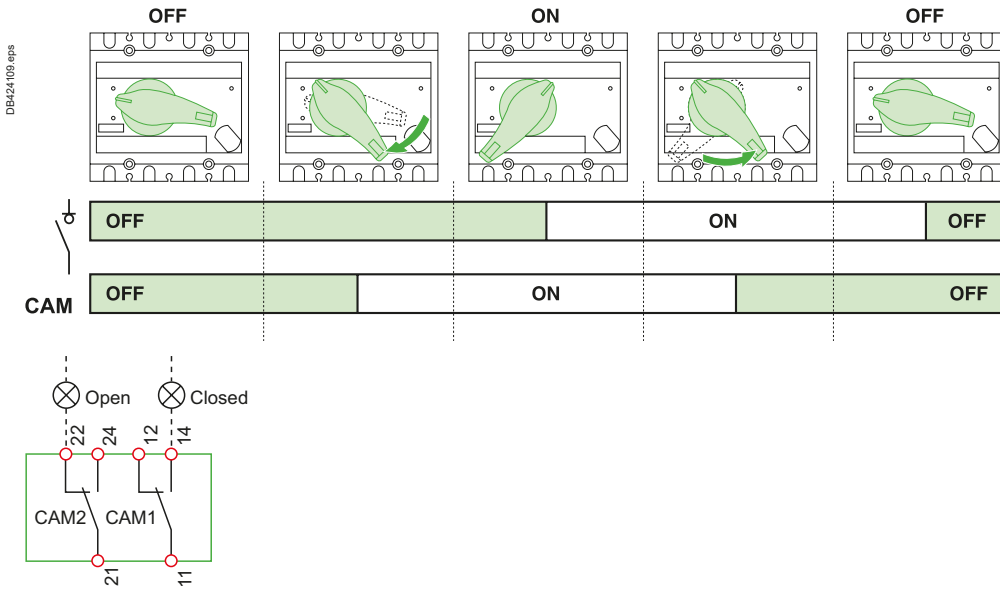 OFF ON OFF
DB424109.eps
OFF ON OFF
CAM OFF ON OFF
Open Closed
22 24 12 14
CAM2 CAM1
21 11